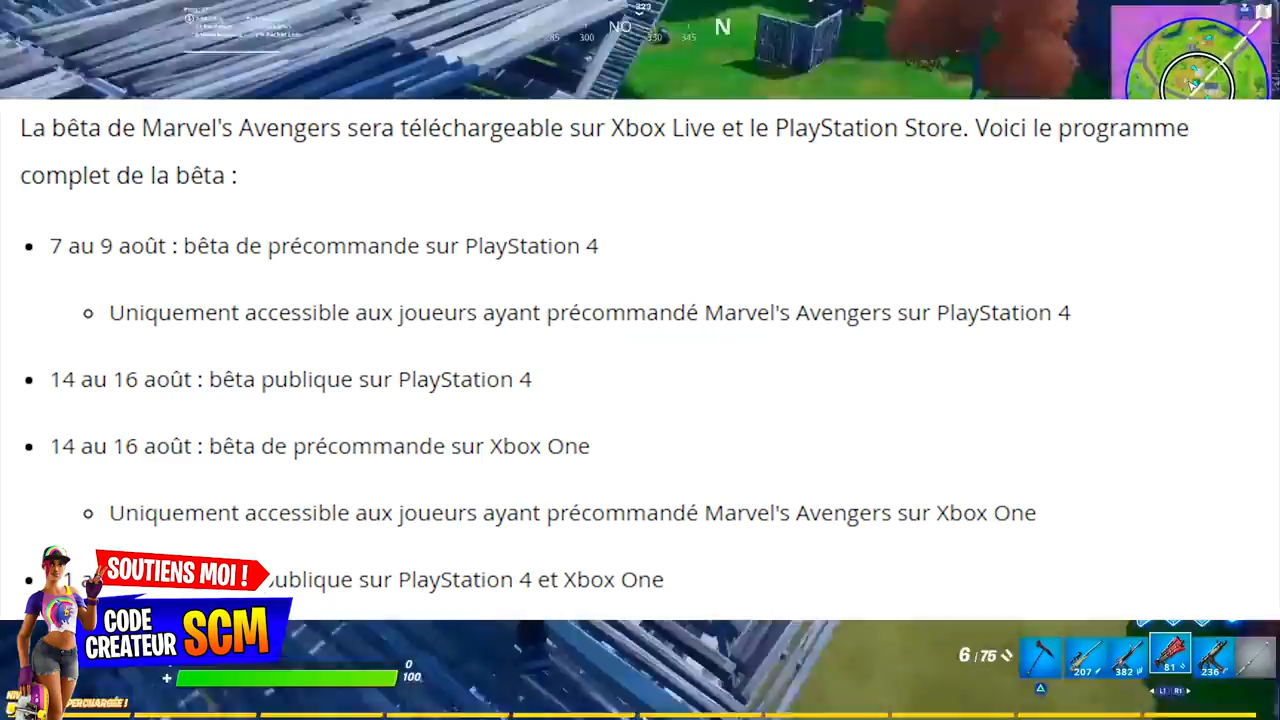 323
285 300 NO 330 345 N
La bêta de Marvel's Avengers sera téléchargeable sur Xbox Live et le PlayStation Store. Voici le programme
complet de la bêta :
7 au 9 août : bêta de précommande sur PlayStation 4
Uniquement accessible aux joueurs ayant précommandé Marvel's Avengers sur PlayStation 4
14 au 16 août : bêta publique sur PlayStation 4
14 au 16 août : bêta de précommande sur Xbox One
Uniquement accessible aux joueurs ayant précommandé Marvel's Avengers sur Xbox One
publique sur PlayStation 4 et Xbox One
SOUTIENS MOI !
CODE
CREATEUR SCM
0
+ 100
6 / 75
207 382 81 236
L1 R1